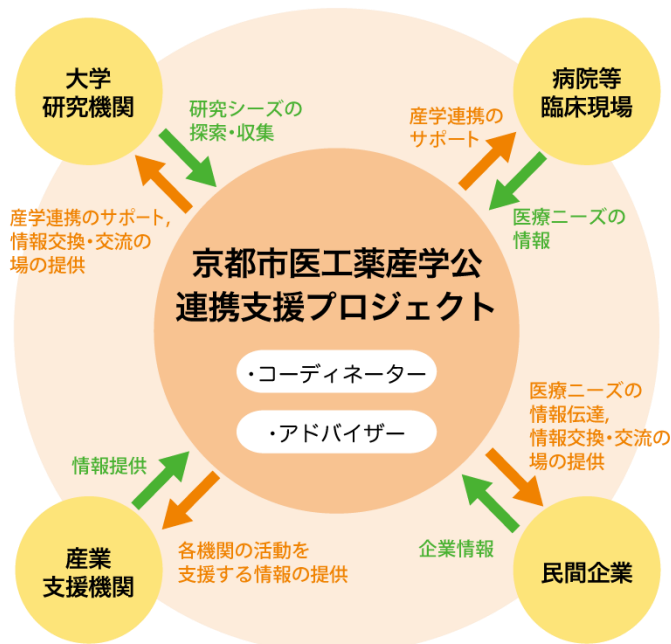 大学
研究機関
研究シーズの
探索・収集
産学連携のサポート,
情報交換・交流の
場の提供
病院等
臨床現場
産学連携の
サポート
医療ニーズの
情報
京都市医工薬産学公
連携支援プロジェクト
・コーディネーター
・アドバイザー
情報提供
産業
支援機関
各機関の活動を
支援する情報の提供
医療ニーズの
情報伝達,
情報交換・交流の
場の提供
企業情報
民間企業